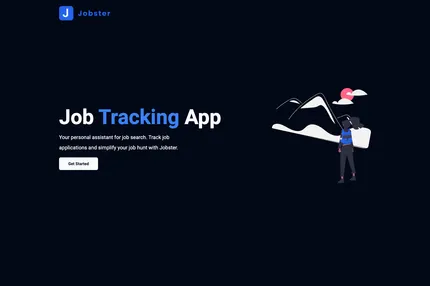 J Jobster
Job Tracking App
Your personal assistant for job search. Track job
applications and simplify your job hunt with Jobster.
Get Started